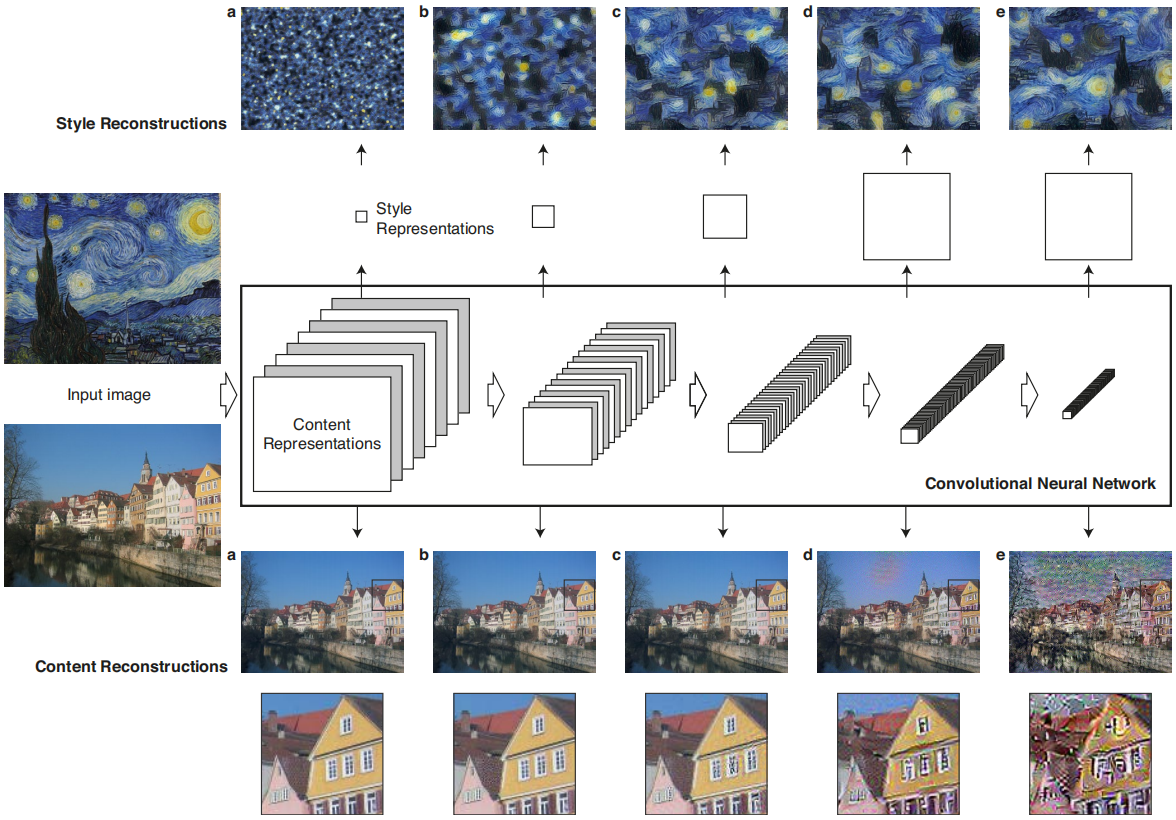 a b c d e
Style Reconstructions
Style
Representations
Input image
Content
Representations
Convolutional Neural Network
a b c d e
Content Reconstructions